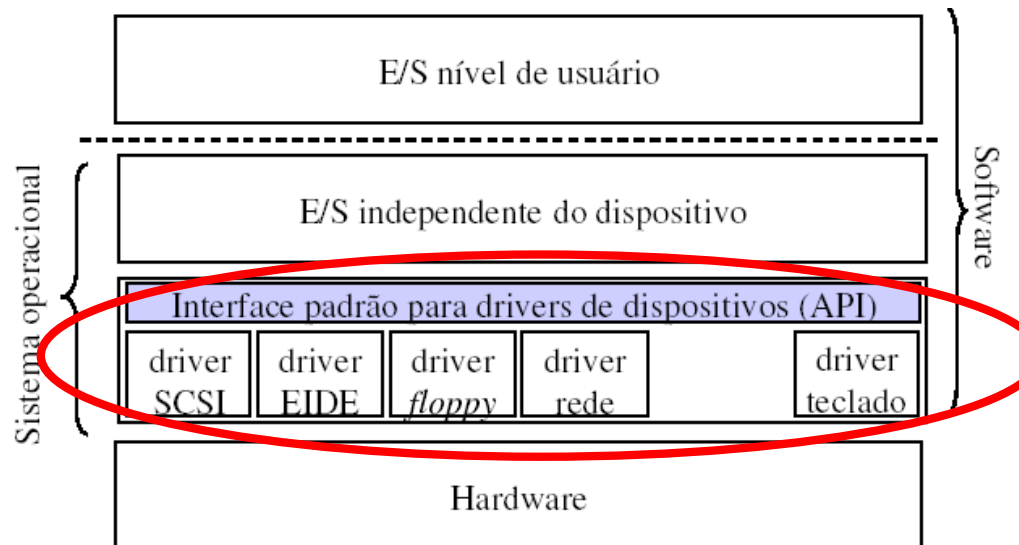 E/S nível de usuário
Software
Sistema operacional
E/S independente do dispositivo
Interface padrão para drivers de dispositivos (API)
driver
SCSI
driver
EIDE
driver
floppy
driver
rede
driver
teclado
Hardware